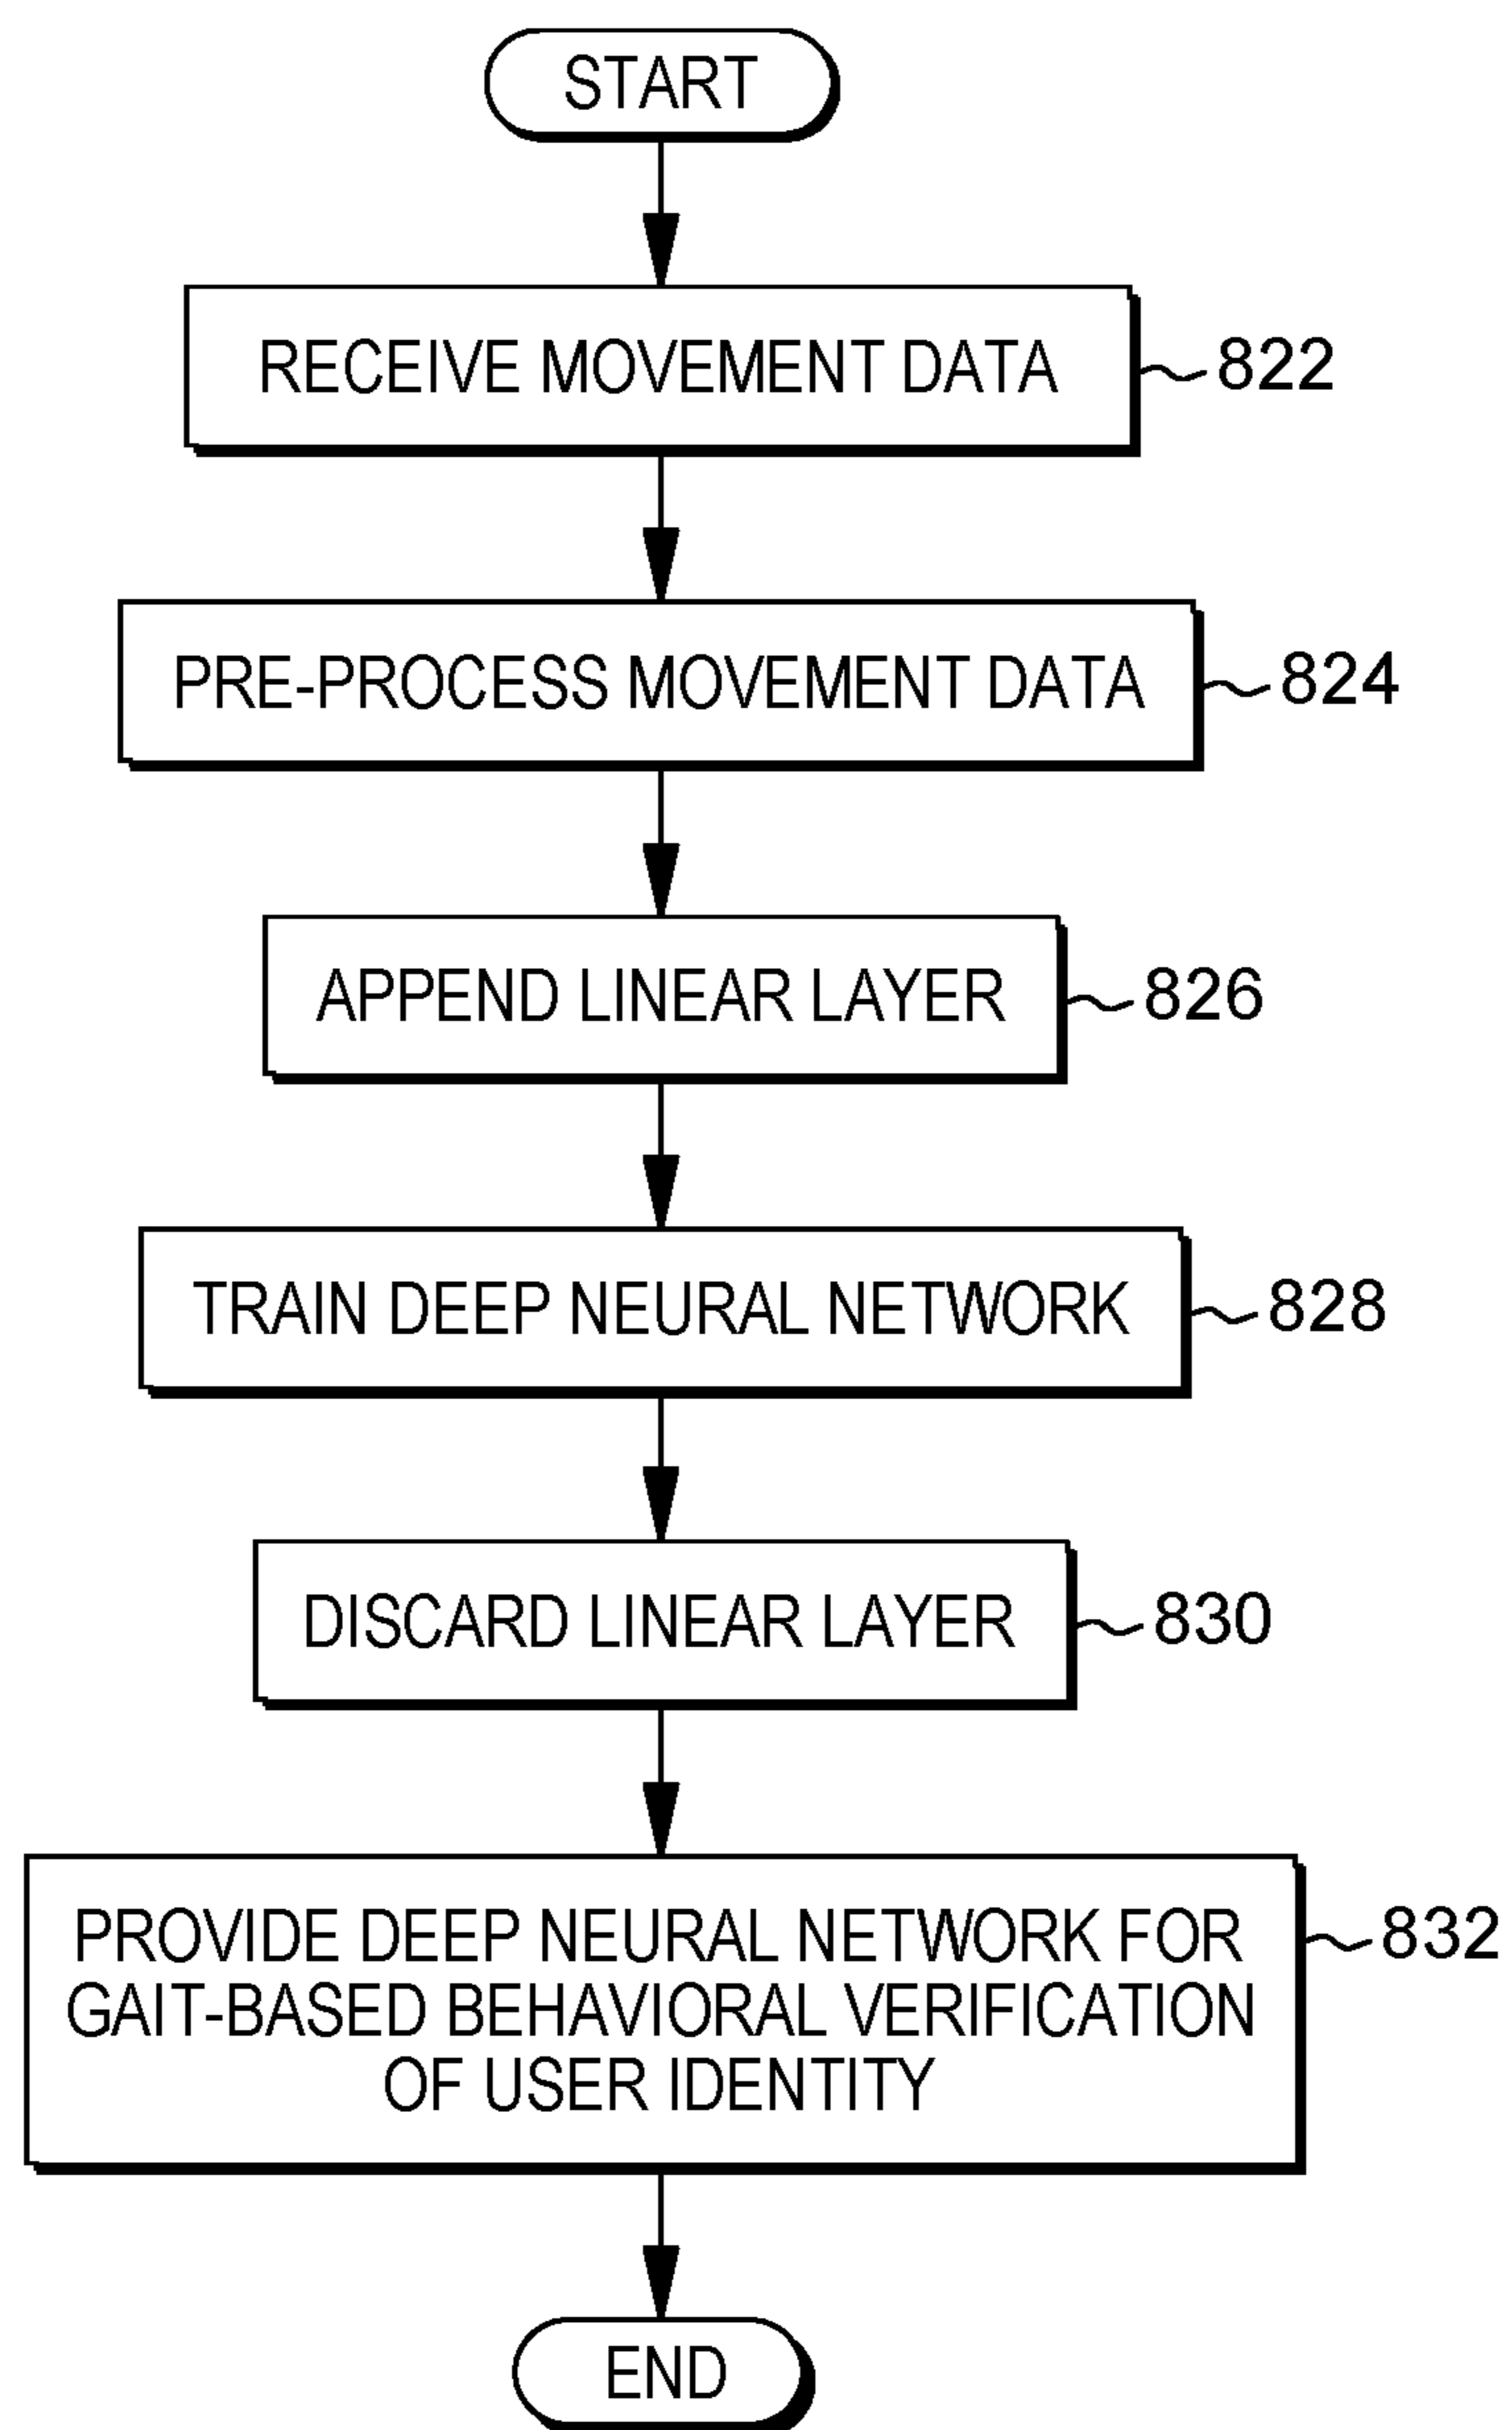 START
RECEIVE MOVEMENT DATA
822
PRE-PROCESS MOVEMENT DATA
824
APPEND LINEAR LAYER
826
TRAIN DEEP NEURAL NETWORK
828
DISCARD LINEAR LAYER
830
PROVIDE DEEP NEURAL NETWORK FOR
GAIT-BASED BEHAVIORAL VERIFICATION
OF USER IDENTITY
832
END